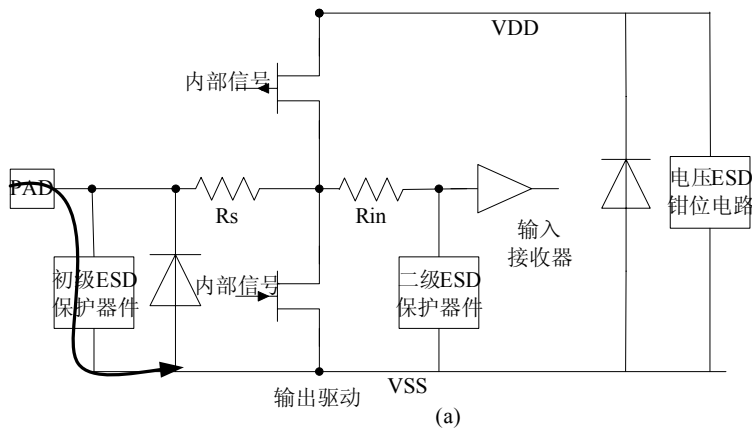 VDD
内部信号
PAD
Rs
Rin
电压ESD
钳位电路
输入
接收器
初级ESD
保护器件
内部信号
二级ESD
保护器件
输出驱动
VSS
(a)